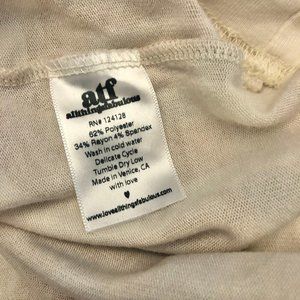 atf
allthingsfabulous
RN# 124128
62% Polyester
34% Rayon 4% Spandex
Wash in cold water
Delicate Cycle
Tumble Dry Low
Made in Venice, CA
with love
♥
www.loveallthingsfabulous.com